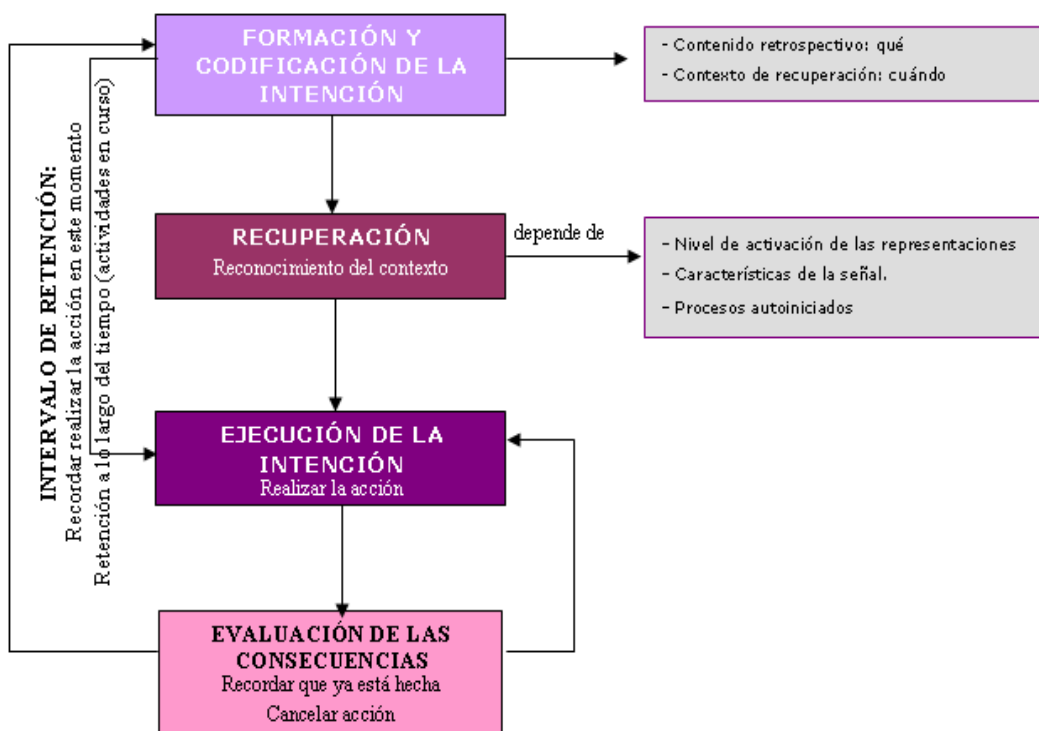 FORMACIÓN Y
CODIFICACIÓN DE LA
INTENCIÓN
- Contenido retrospectivo: qué
- Contexto de recuperación: cuándo
INTERVALO DE RETENCIÓN:
Recordar realizar la acción en este momento
Retención a lo largo del tiempo (actividades en curso)
RECUPERACIÓN
Reconocimiento del contexto
depende de
- Nivel de activación de las representaciones
- Características de la señal.
- Procesos autoiniciados
EJECUCIÓN DE LA
INTENCIÓN
Realizar la acción
EVALUACIÓN DE LAS
CONSECUENCIAS
Recordar que ya está hecha
Cancelar acción